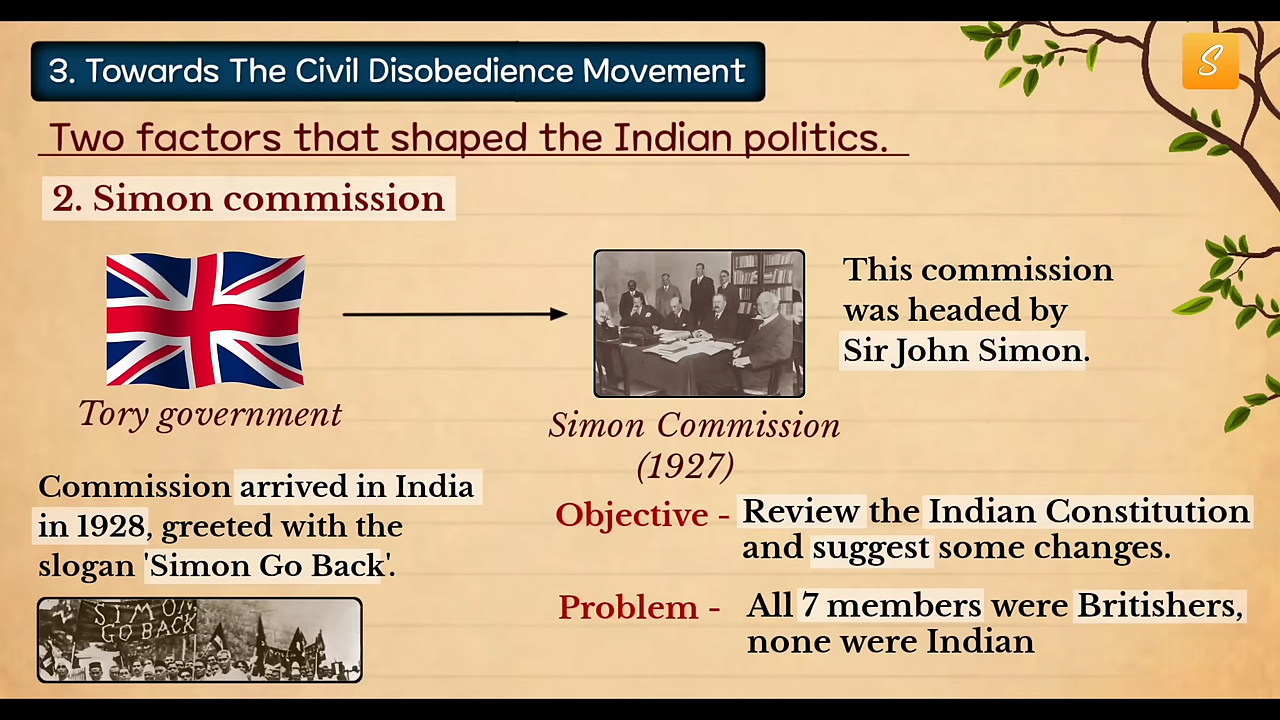 3. Towards The Civil Disobedience Movement
S
Two factors that shaped the Indian politics.
2. Simon commission
This commission
was headed by
Sir John Simon.
Tory government
Simon Commission
(1927)
Commission arrived in India
in 1928, greeted with the
slogan 'Simon Go Back'.
Objective - Review the Indian Constitution
and suggest some changes.
Problem - All 7 members were Britishers,
none were Indian
SIMON
GO BACK